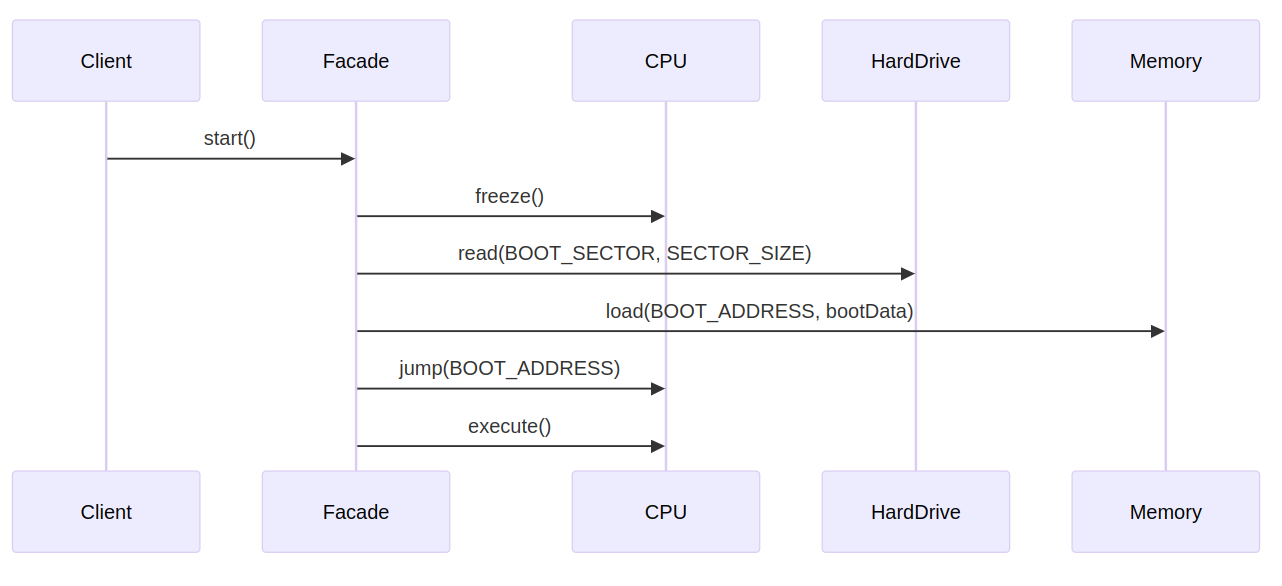 Client
Facade
CPU
HardDrive
Memory
start()
freeze()
read(BOOT_SECTOR, SECTOR_SIZE)
load(BOOT_ADDRESS, bootData)
jump(BOOT_ADDRESS)
execute()
Client
Facade
CPU
HardDrive
Memory